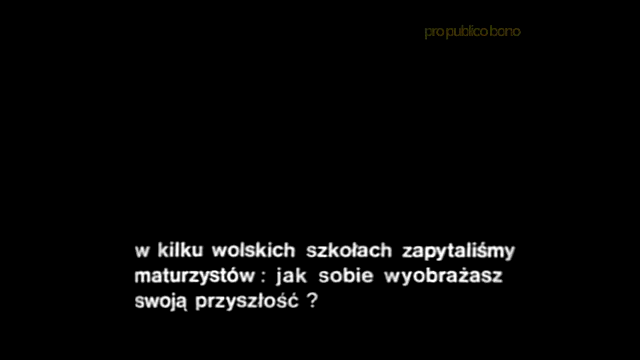 pro publico bono
w kilku wolskich szkołach zapytaliśmy
maturzystów : jak sobie wyobrażasz
swoją przyszłość ?